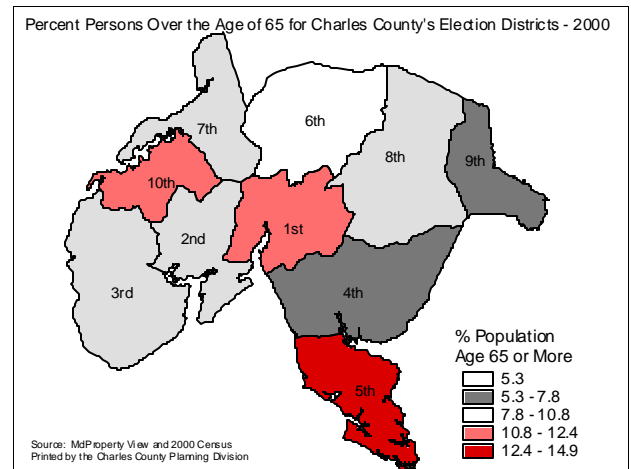 Percent Persons Over the Age of 65 for Charles County's Election Districts - 2000
7th
6th
8th
9th
10th
1st
2nd
3rd
4th
5th
% Population
Age 65 or More
5.3
5.3 - 7.8
7.8 - 10.8
10.8 - 12.4
12.4 - 14.9
Source: MdProperty View and 2000 Census
Printed by the Charles County Planning Division